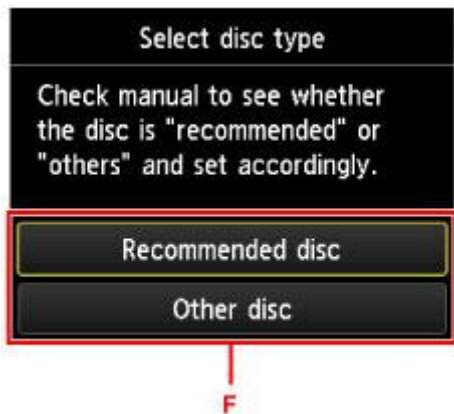 Select disc type
Check manual to see whether
the disc is "recommended" or
"others" and set accordingly.
Recommended disc
Other disc
F